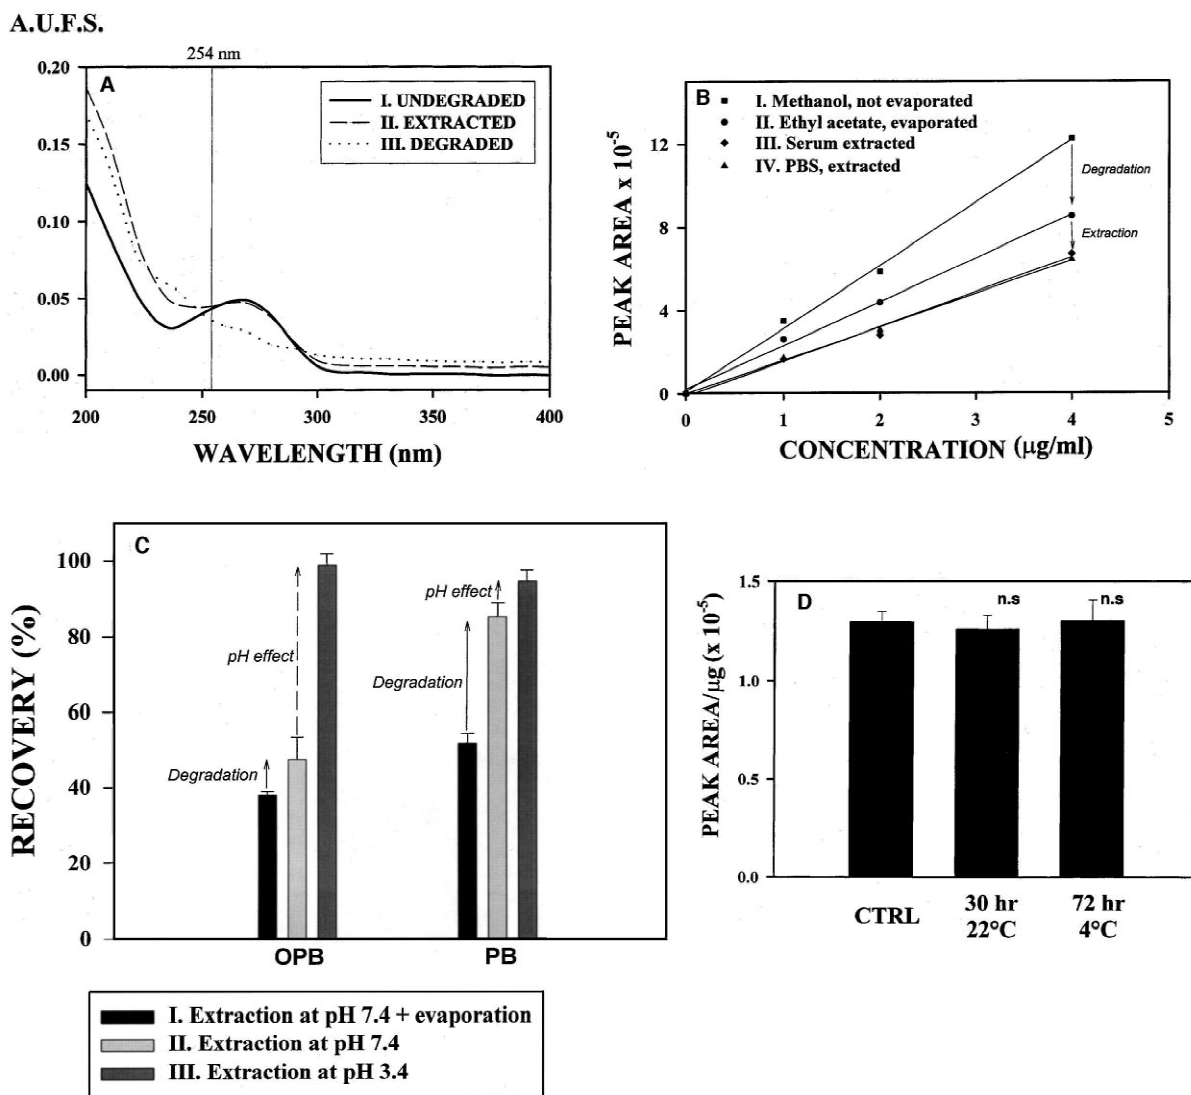 A.U.F.S.
254 nm
0.20
0.15
0.10
0.05
0.00
A
I. UNDEGRADED
II. EXTRACTED
III. DEGRADED
200 250 300 350 400
WAVELENGTH (nm)
PEAK AREA x 10⁻⁵
12
8
4
0
B
I. Methanol, not evaporated
II. Ethyl acetate, evaporated
III. Serum extracted
IV. PBS, extracted
Degradation
Extraction
0 1 2 3 4 5
CONCENTRATION (μg/ml)
RECOVERY (%)
100
80
60
40
20
0
C
pH effect
Degradation
pH effect
Degradation
OPB PB
I. Extraction at pH 7.4 + evaporation
II. Extraction at pH 7.4
III. Extraction at pH 3.4
PEAK AREA/μg (x 10⁻⁵)
1.5
1.0
0.5
0.0
D
n.s n.s
CTRL 30 hr 72 hr
22°C 4°C